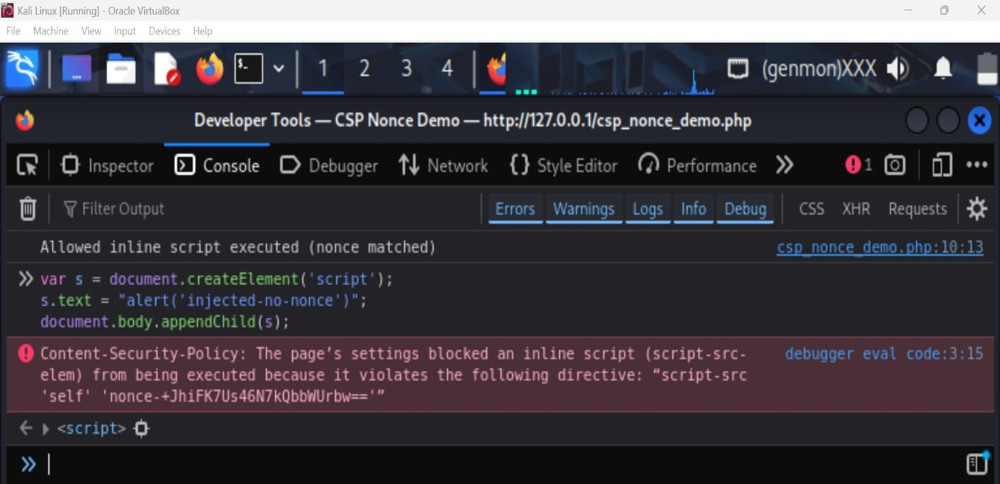 Kali Linux [Running] - Oracle VirtualBox
File Machine View Input Devices Help
$_ 1 2 3 4 (genmon)XXX
Developer Tools — CSP Nonce Demo — http://127.0.0.1/csp_nonce_demo.php
Inspector Console Debugger Network {} Style Editor Performance 1
Filter Output Errors Warnings Logs Info Debug CSS XHR Requests
Allowed inline script executed (nonce matched) csp_nonce_demo.php:10:13
var s = document.createElement('script');
s.text = "alert('injected-no-nonce')";
document.body.appendChild(s);
Content-Security-Policy: The page’s settings blocked an inline script (script-src- debugger eval code:3:15
elem) from being executed because it violates the following directive: “script-src
'self' 'nonce-+JhiFK7Us46N7kQbbWUrbw=='”
<script>